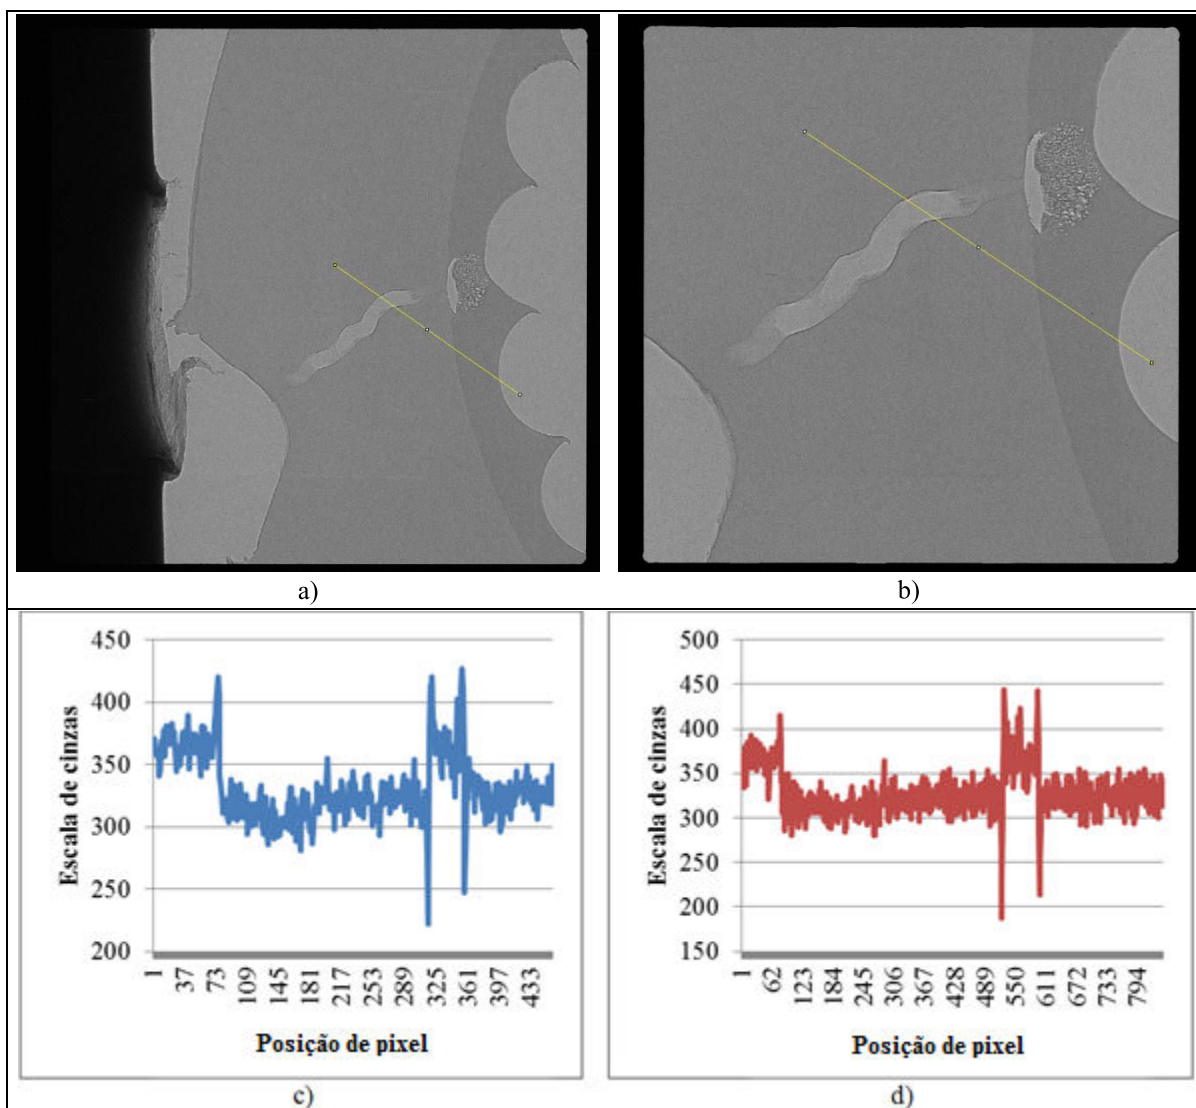 a)
b)
450
400
350
300
250
200
Escala de cinzas
1 37 73 109 145 181 217 253 289 325 361 397 433
Posição de pixel
c)
500
450
400
350
300
250
200
150
Escala de cinzas
1 62 123 184 245 306 367 428 489 550 611 672 733 794
Posição de pixel
d)